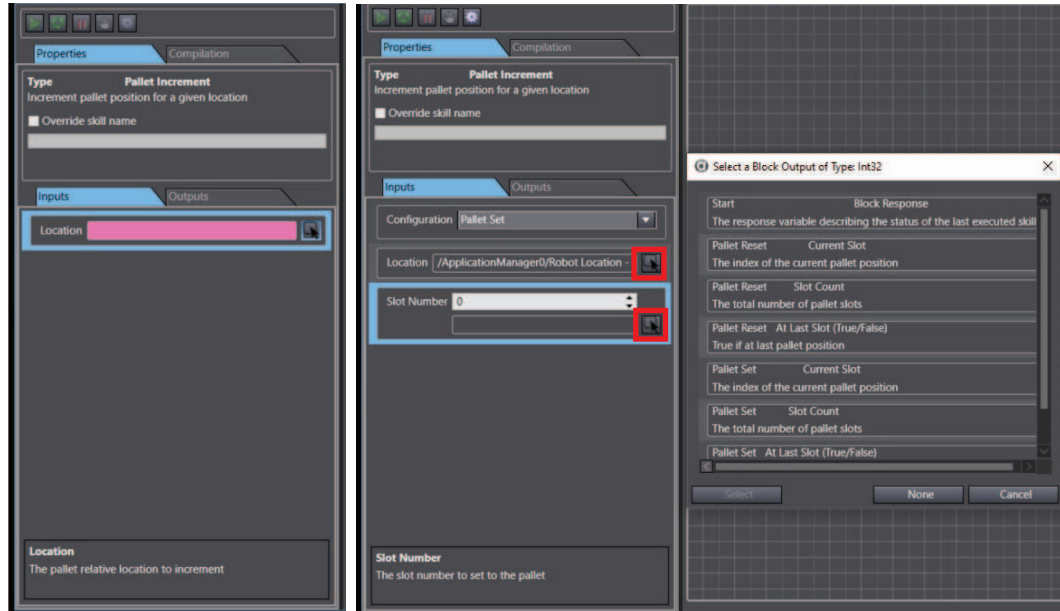 Properties
Compilation
Type Pallet Increment
Increment pallet position for a given location
Override skill name
Inputs
Outputs
Location
Location
The pallet relative location to increment
Properties
Compilation
Type Pallet Increment
Increment pallet position for a given location
Override skill name
Inputs
Outputs
Configuration Pallet Set
Location /ApplicationManager0/Robot Location -
Slot Number 0
Slot Number
The slot number to set to the pallet
Select a Block Output of Type: Int32
Start Block Response
The response variable describing the status of the last executed skill
Pallet Reset Current Slot
The index of the current pallet position
Pallet Reset Slot Count
The total number of pallet slots
Pallet Reset At Last Slot (True/False)
True if at last pallet position
Pallet Set Current Slot
The index of the current pallet position
Pallet Set Slot Count
The total number of pallet slots
Pallet Set At Last Slot (True/False)
Select
None
Cancel